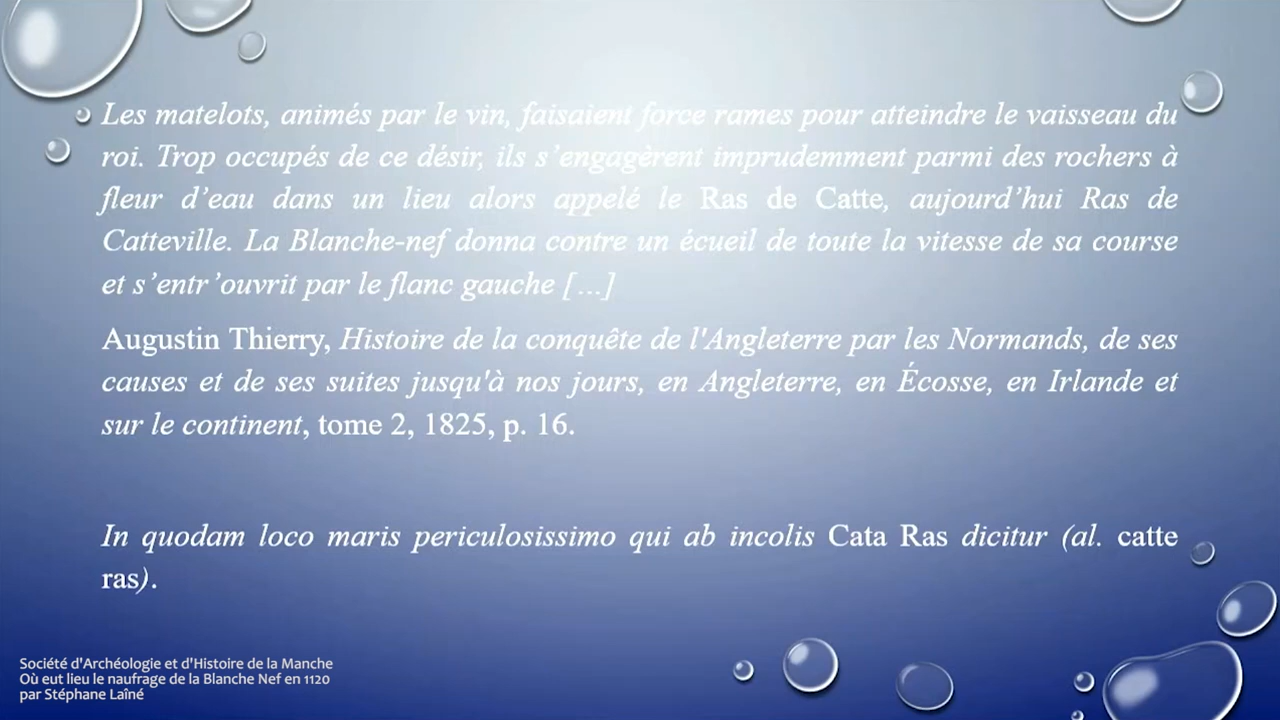 Les matelots, animés par le vin, faisaient force rames pour atteindre le vaisseau du
roi. Trop occupés de ce désir, ils s’engagèrent imprudemment parmi des rochers à
fleur d’eau dans un lieu alors appelé le Ras de Catte, aujourd’hui Ras de
Catteville. La Blanche-nef donna contre un écueil de toute la vitesse de sa course
et s’entr’ouvrit par le flanc gauche […]
Augustin Thierry, Histoire de la conquête de l'Angleterre par les Normands, de ses
causes et de ses suites jusqu'à nos jours, en Angleterre, en Écosse, en Irlande et
sur le continent, tome 2, 1825, p. 16.
In quodam loco maris periculosissimo qui ab incolis Cata Ras dicitur (al. catte
ras).
Société d'Archéologie et d'Histoire de la Manche
Où eut lieu le naufrage de la Blanche Nef en 1120
par Stéphane Laîné